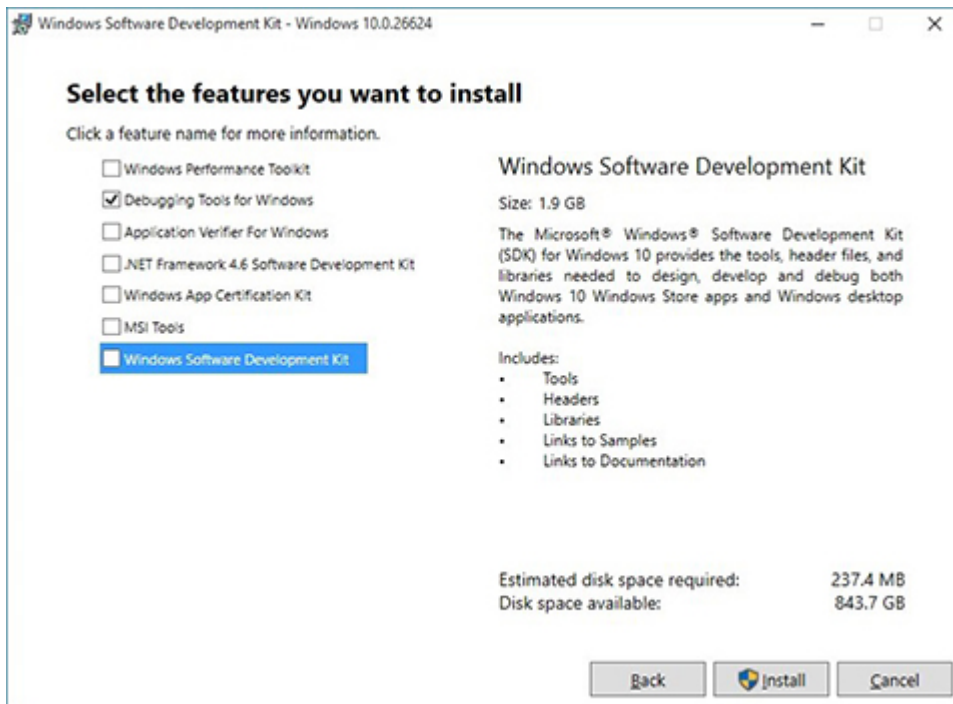 Windows Software Development Kit - Windows 10.0.26624
Select the features you want to install
Click a feature name for more information.
Windows Performance Toolkit
Debugging Tools for Windows
Application Verifier For Windows
.NET Framework 4.6 Software Development Kit
Windows App Certification Kit
MSI Tools
Windows Software Development Kit
Windows Software Development Kit
Size: 1.9 GB
The Microsoft® Windows® Software Development Kit
(SDK) for Windows 10 provides the tools, header files, and
libraries needed to design, develop and debug both
Windows 10 Windows Store apps and Windows desktop
applications.
Includes:
• Tools
• Headers
• Libraries
• Links to Samples
• Links to Documentation
Estimated disk space required: 237.4 MB
Disk space available: 843.7 GB
Back
Install
Cancel